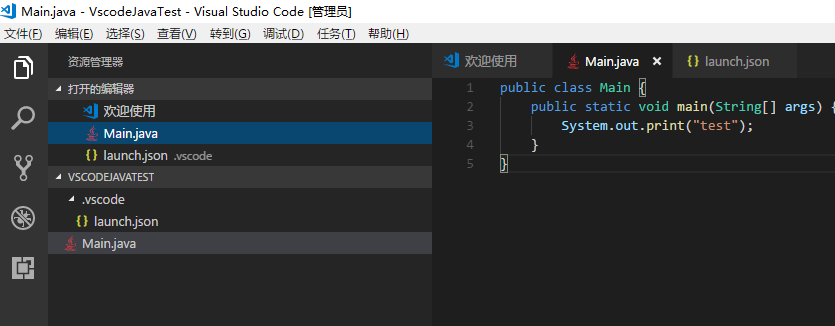 Main.java - VscodeJavaTest - Visual Studio Code [管理员]
文件(F) 编辑(E) 选择(S) 查看(V) 转到(G) 调试(D) 任务(T) 帮助(H)
资源管理器
打开的编辑器
欢迎使用
Main.java
launch.json .vscode
VSCODEJAVATEST
.vscode
launch.json
Main.java
欢迎使用 Main.java × launch.json
1 public class Main {
2 public static void main(String[] args) {
3 System.out.print("test");
4 }
5 }